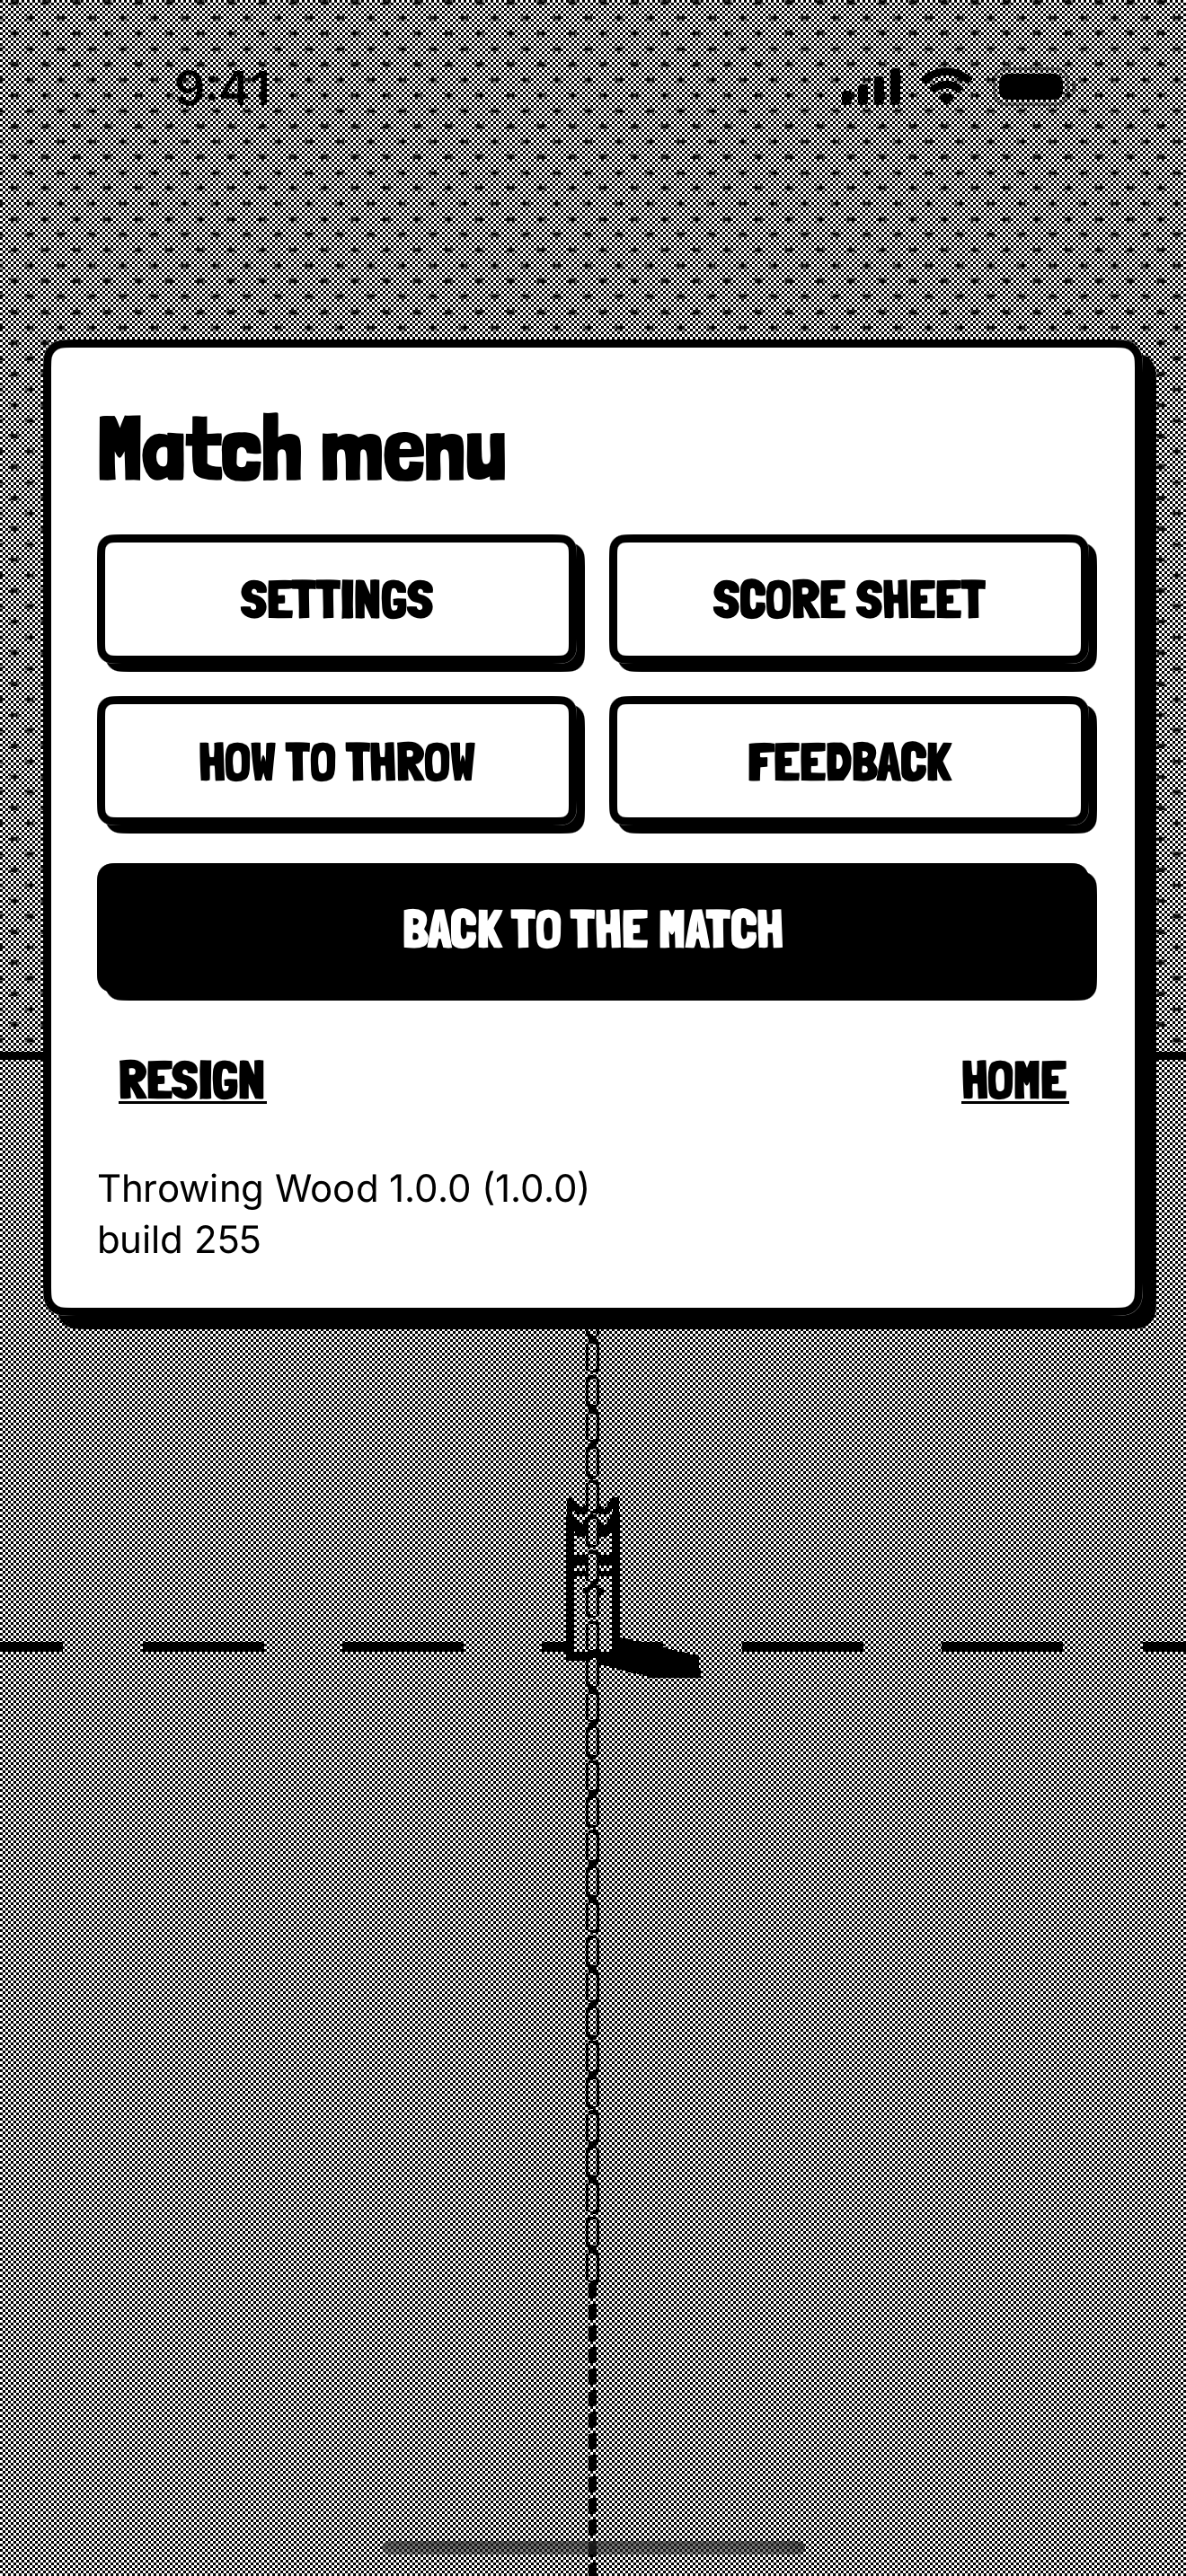 9:41
Match menu
SETTINGS
SCORE SHEET
HOW TO THROW
FEEDBACK
BACK TO THE MATCH
RESIGN
HOME
Throwing Wood 1.0.0 (1.0.0)
build 255